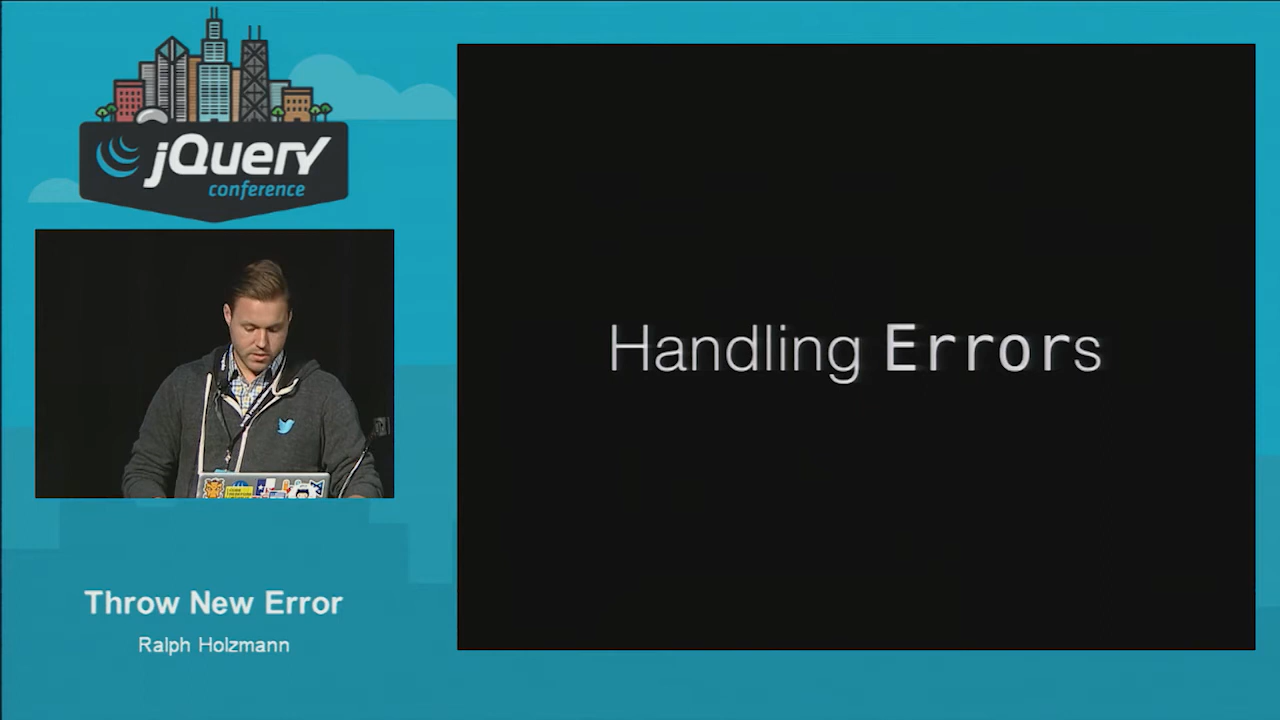 jQuery
conference
Handling Errors
Throw New Error
Ralph Holzmann